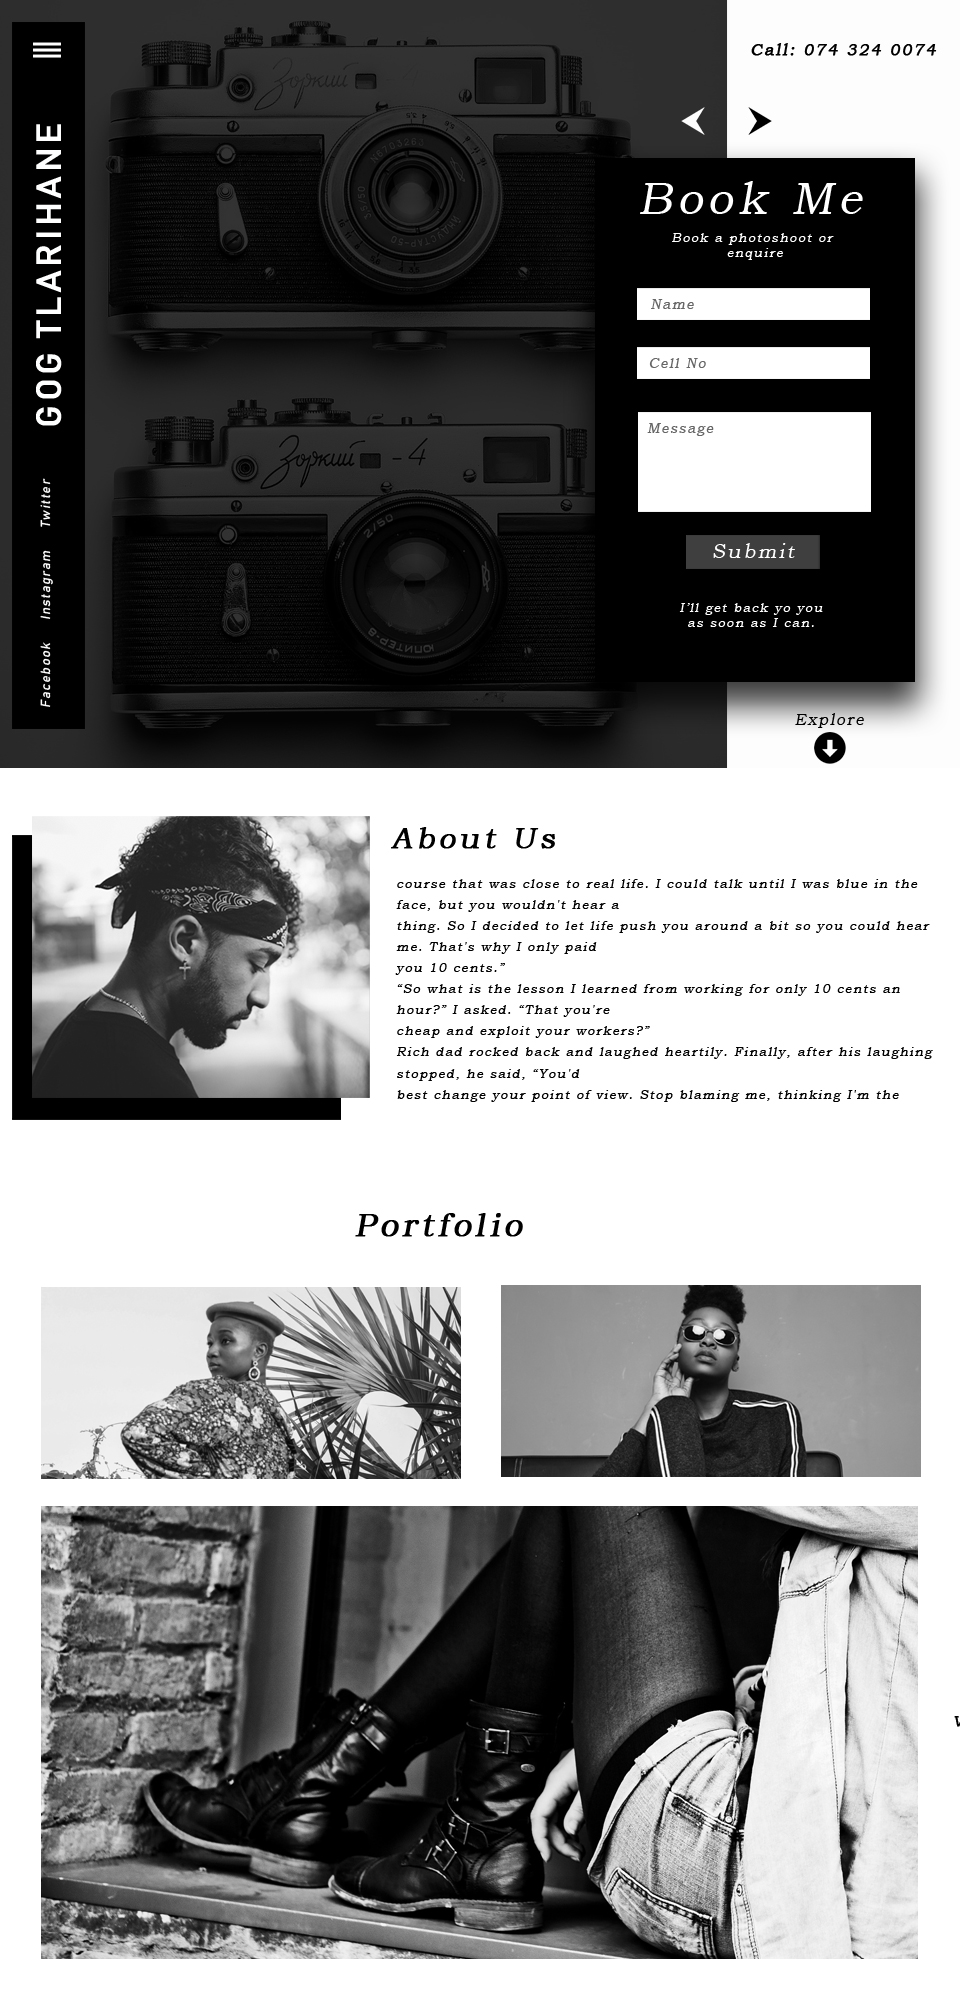 Call: 074 324 0074
GOG TLARIHANE
Twitter
Instagram
Facebook
Зоркий
Зоркий - 4
2/50
ЮПИТЕР-8
Book Me
Book a photoshoot or
enquire
Name
Cell No
Message
Submit
I'll get back yo you
as soon as I can.
Explore
About Us
course that was close to real life. I could talk until I was blue in the
face, but you wouldn't hear a
thing. So I decided to let life push you around a bit so you could hear
me. That's why I only paid
you 10 cents.”
“So what is the lesson I learned from working for only 10 cents an
hour?” I asked. “That you're
cheap and exploit your workers?”
Rich dad rocked back and laughed heartily. Finally, after his laughing
stopped, he said, “You'd
best change your point of view. Stop blaming me, thinking I'm the
Portfolio